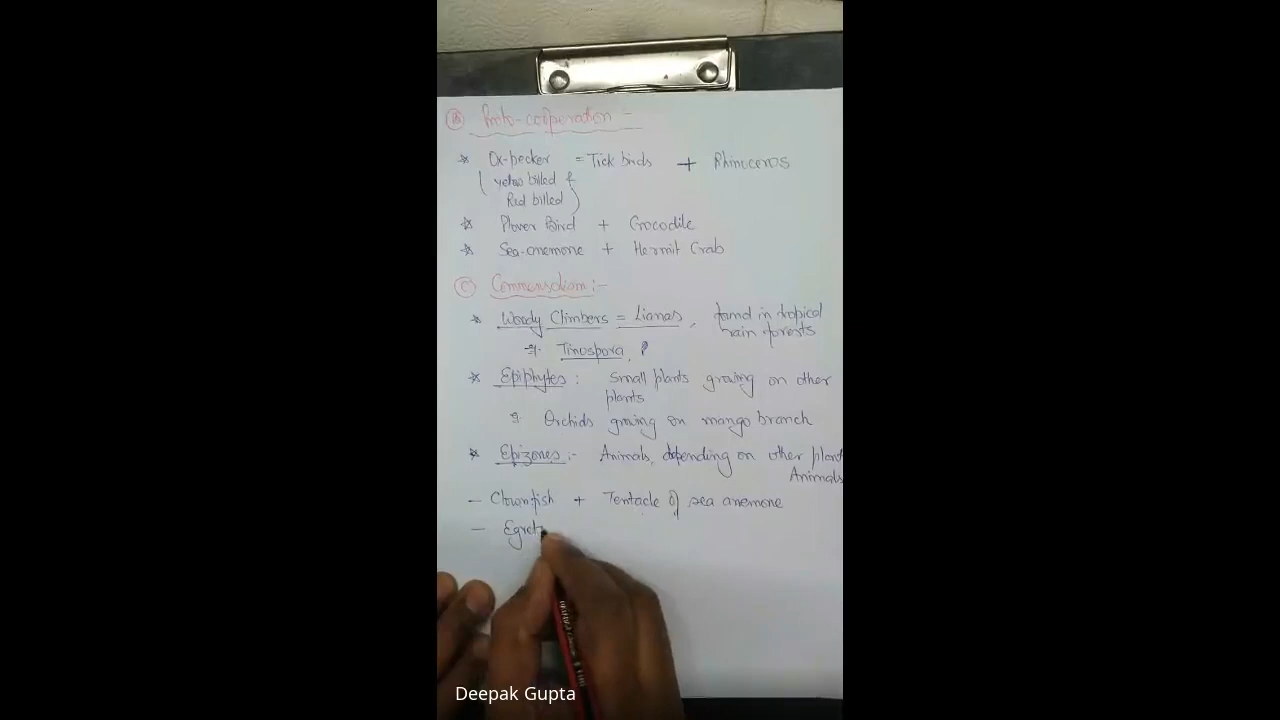 B Proto-cooperation :-
* Ox-pecker = Tick birds + Rhinoceros
( yellow billed &
Red billed )
* Plover Bird + Crocodile
* Sea-anemone + Hermit Crab
C Commensalism :-
* Woody Climbers = Lianas, found in tropical
rain forests
eg. Tinospora,
* Epiphytes : Small plants growing on other
plants
eg. Orchids growing on mango branch
* Epizones :- Animals, depending on other plant
Animals
— Clownfish + Tentacle of sea anemone
— Egret
Deepak Gupta